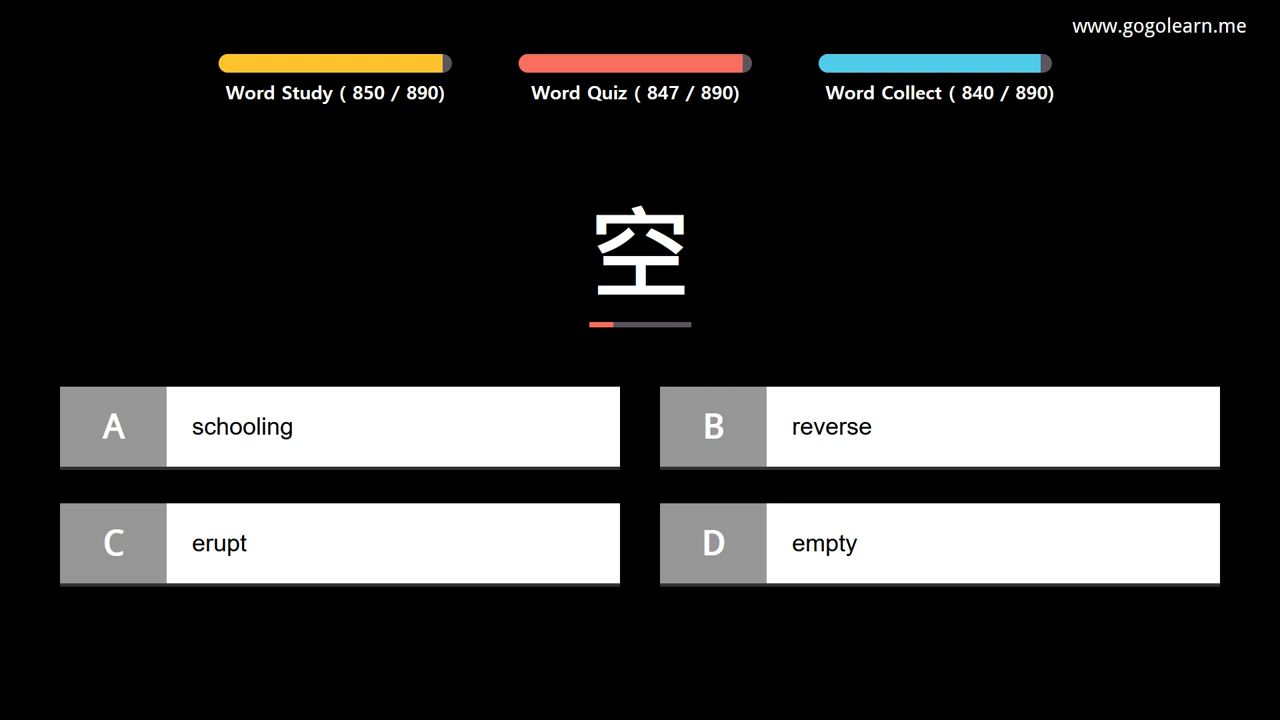 www.gogolearn.me
Word Study ( 850 / 890)
Word Quiz ( 847 / 890)
Word Collect ( 840 / 890)
空
A schooling
B reverse
C erupt
D empty